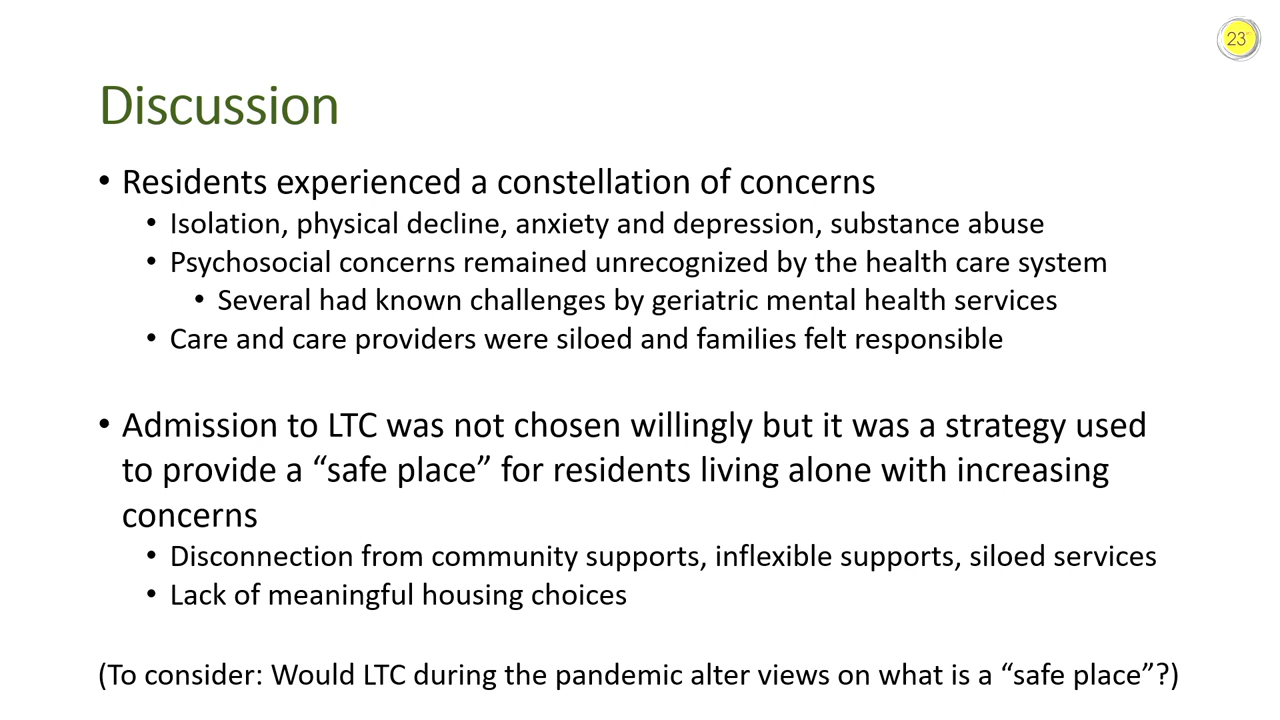 23
Discussion
• Residents experienced a constellation of concerns
• Isolation, physical decline, anxiety and depression, substance abuse
• Psychosocial concerns remained unrecognized by the health care system
• Several had known challenges by geriatric mental health services
• Care and care providers were siloed and families felt responsible
• Admission to LTC was not chosen willingly but it was a strategy used
to provide a “safe place” for residents living alone with increasing
concerns
• Disconnection from community supports, inflexible supports, siloed services
• Lack of meaningful housing choices
(To consider: Would LTC during the pandemic alter views on what is a “safe place”?)